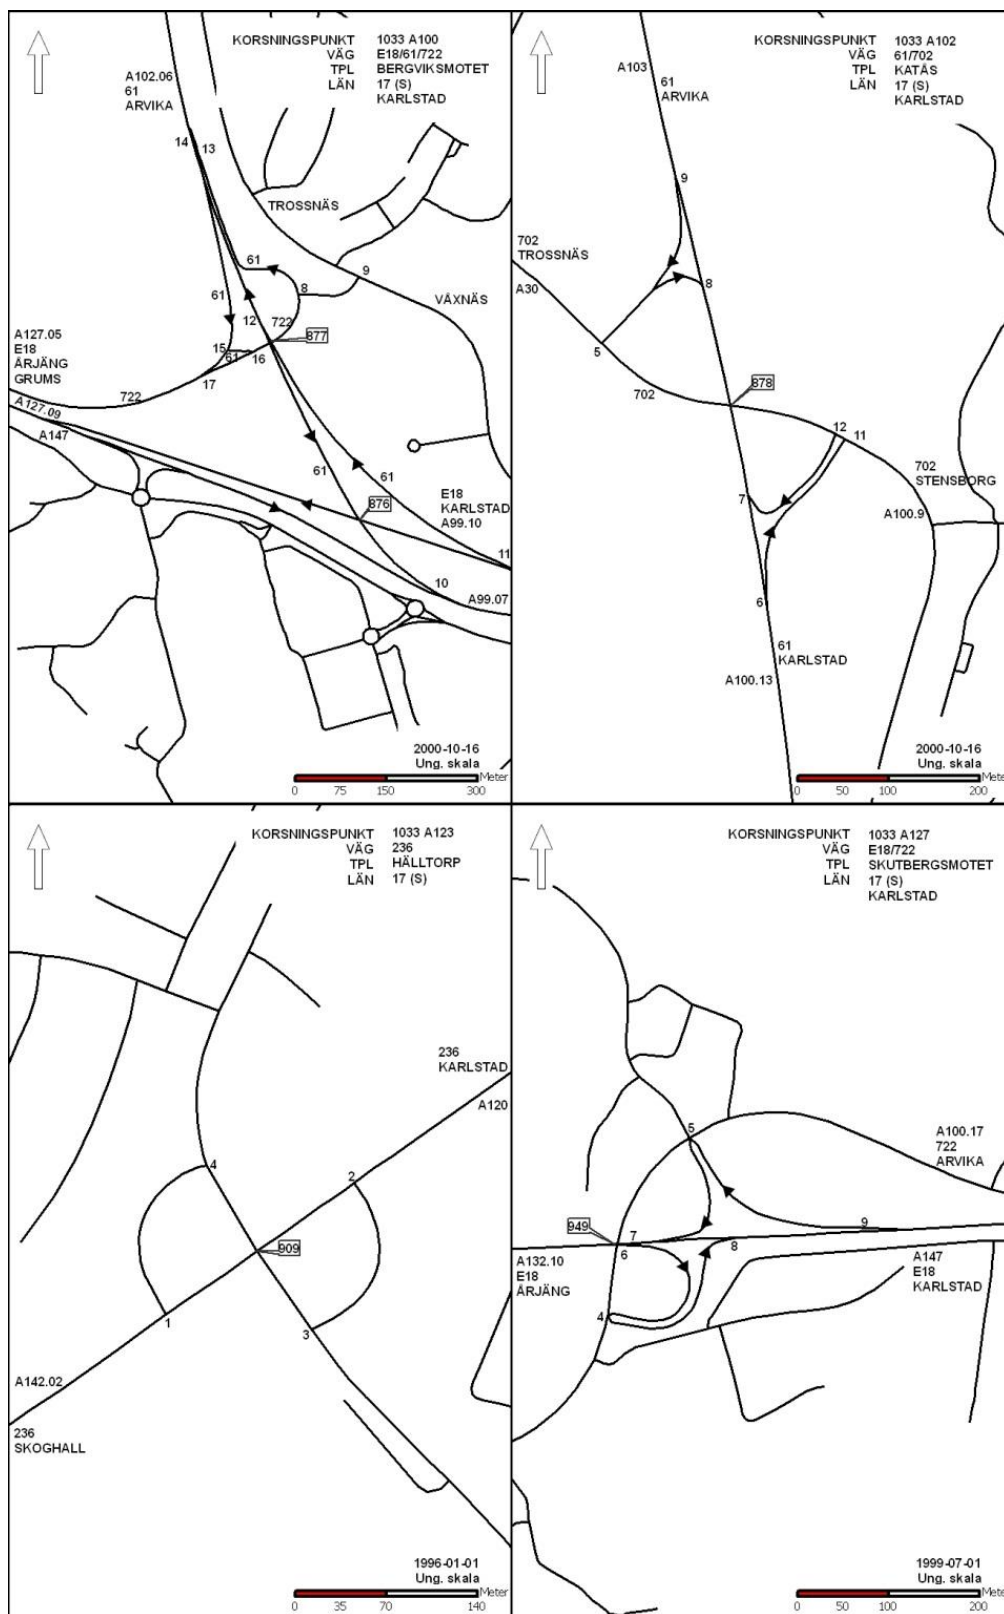 KORSNINGSPUNKT 1033 A100
VÄG E18/61/722
TPL BERGVIKSMOTET
LÄN 17 (S)
KARLSTAD
A102.06
61
ARVIKA
14
13
TROSSNÄS
61
9
8
61
VÄXNÄS
12
722
877
A127.05
E18
ÅRJÄNG
GRUMS
15
61
16
17
722
A127.09
A147
61
61
E18
KARLSTAD
A99.10
876
11
10
A99.07
2000-10-16
Ung. skala
Meter
0 75 150 300
KORSNINGSPUNKT 1033 A102
VÄG 61/702
TPL KATÅS
LÄN 17 (S)
KARLSTAD
A103
61
ARVIKA
9
702
TROSSNÄS
A30
8
5
878
702
12
11
702
STENSBORG
7
A100.9
6
61
KARLSTAD
A100.13
2000-10-16
Ung. skala
Meter
0 50 100 200
KORSNINGSPUNKT 1033 A123
VÄG 236
TPL HÄLLTORP
LÄN 17 (S)
KARLSTAD
236
KARLSTAD
A120
4
2
909
1
3
A142.02
236
SKOGHALL
1996-01-01
Ung. skala
Meter
0 35 70 140
KORSNINGSPUNKT 1033 A127
VÄG E18/722
TPL SKUTBERGSMOTET
LÄN 17 (S)
KARLSTAD
5
A100.17
722
ARVIKA
949
7
9
6
8
A132.10
E18
ÅRJÄNG
A147
E18
KARLSTAD
4
1999-07-01
Ung. skala
Meter
0 50 100 200